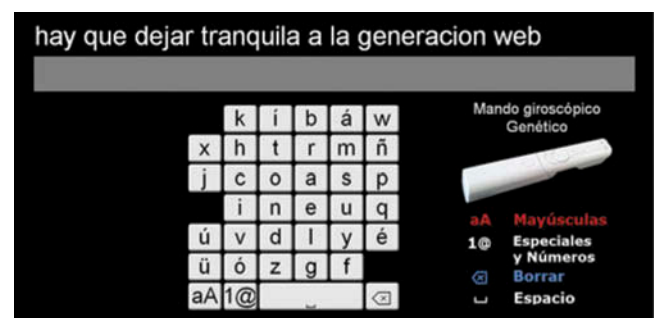 hay que dejar tranquila a la generacion web
k í b á w
x h t r m ñ
j c o a s p
i n e u q
ú v d l y é
ü ó z g f
aA 1@ ␣ ⌫
Mando giroscópico
Genético
aA Mayúsculas
1@ Especiales
y Números
⌫ Borrar
␣ Espacio